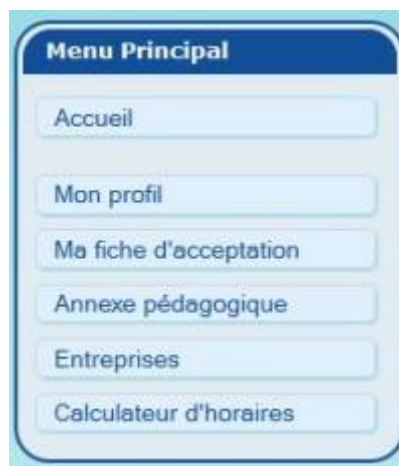 Menu Principal
Accueil
Mon profil
Ma fiche d'acceptation
Annexe pédagogique
Entreprises
Calculateur d'horaires